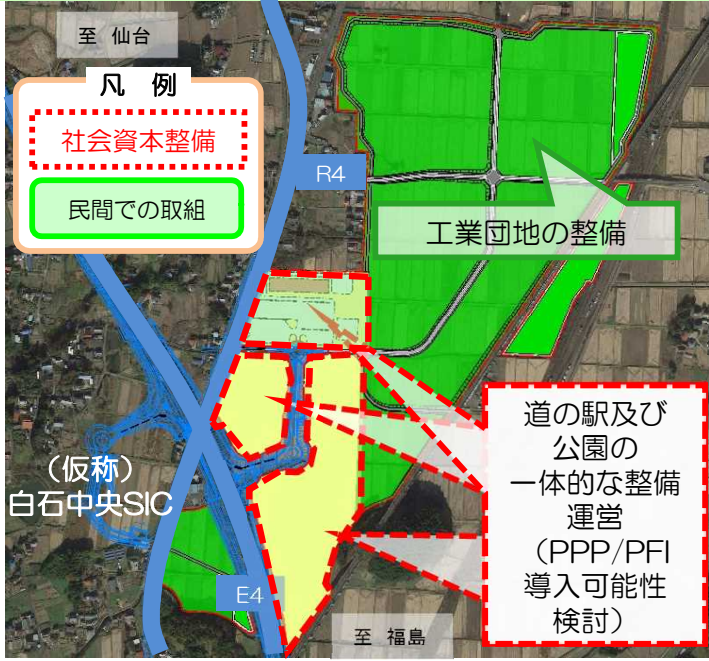 至 仙台
凡 例
社会資本整備
民間での取組
R4
工業団地の整備
(仮称)
白石中央SIC
道の駅及び
公園の
一体的な整備
運営
(PPP/PFI
導入可能性
検討)
E4
至 福島